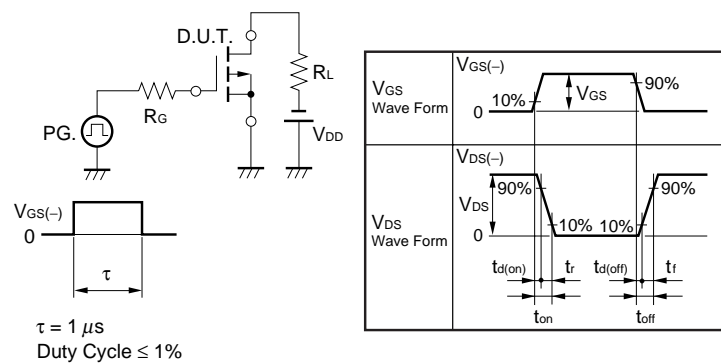 D.U.T.
RL
RG
PG.
VDD
VGS(−)
0
τ
τ = 1 μs
Duty Cycle ≤ 1%
VGS
Wave Form
VGS(−)
10%
0
VGS
90%
VDS
Wave Form
VDS(−)
90%
VDS
0
10%
10%
90%
td(on)
tr
td(off)
tf
ton
toff